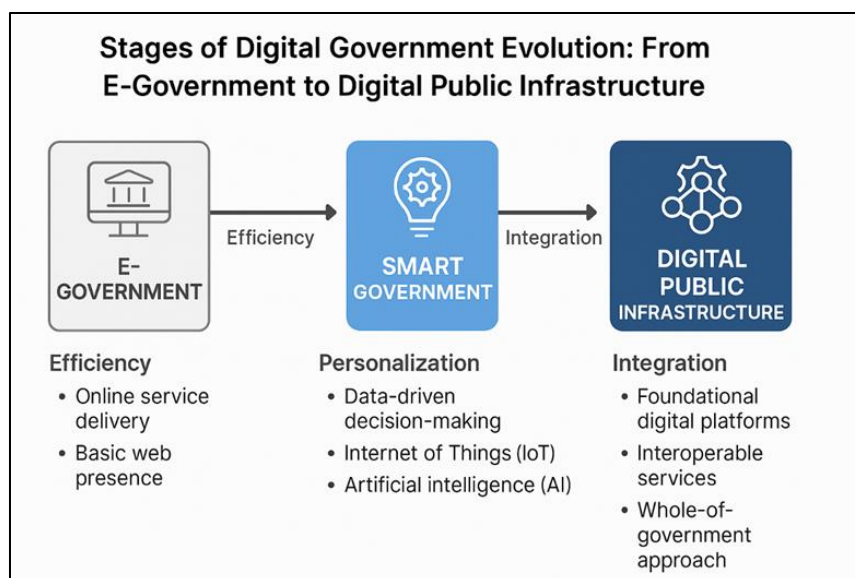 Stages of Digital Government Evolution: From
E-Government to Digital Public Infrastructure
E-
GOVERNMENT
Efficiency
SMART
GOVERNMENT
Integration
DIGITAL
PUBLIC
INFRASTRUCTURE
Efficiency
• Online service
delivery
• Basic web
presence
Personalization
• Data-driven
decision-making
• Internet of Things (IoT)
• Artificial intelligence (AI)
Integration
• Foundational
digital platforms
• Interoperable
services
• Whole-of-
government
approach